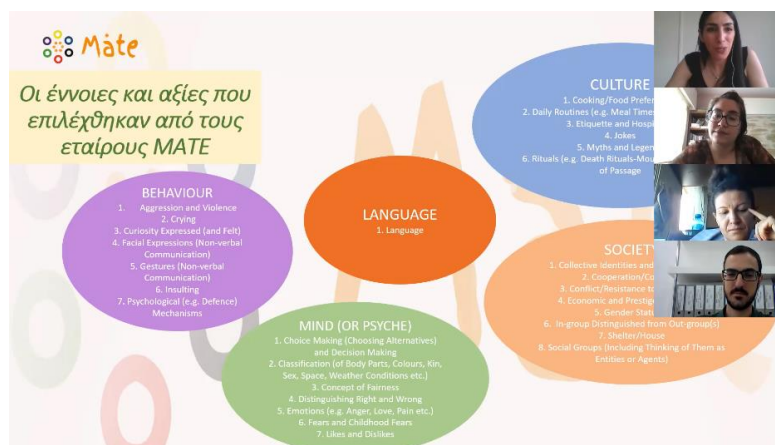 Máte
Οι έννοιες και αξίες που
επιλέχθηκαν από τους
εταίρους ΜΑΤΕ
BEHAVIOUR
1. Aggression and Violence
2. Crying
3. Curiosity Expressed (and Felt)
4. Facial Expressions (Non-verbal
Communication)
5. Gestures (Non-verbal
Communication)
6. Insulting
7. Psychological (e.g. Defence)
Mechanisms
LANGUAGE
1. Language
MIND (OR PSYCHE)
1. Choice Making (Choosing Alternatives)
and Decision Making
2. Classification (of Body Parts, Colours, Kin,
Sex, Space, Weather Conditions etc.)
3. Concept of Fairness
4. Distinguishing Right and Wrong
5. Emotions (e.g. Anger, Love, Pain etc.)
6. Fears and Childhood Fears
7. Likes and Dislikes
CULTURE
1. Cooking/Food
2. Daily Routines (e.g. Meal Times
3. Etiquette and
4. Jokes
5. Myths and
6. Rituals (e.g. Death
of Passage
SOCIETY
1. Collective Identities and
2.
3. Conflict/Resistance
4. Economic and
5. Gender
6. In-group Distinguished from Out-group(s)
7. Shelter/House
8. Social Groups (Including Thinking of Them as
Entities or Agents)